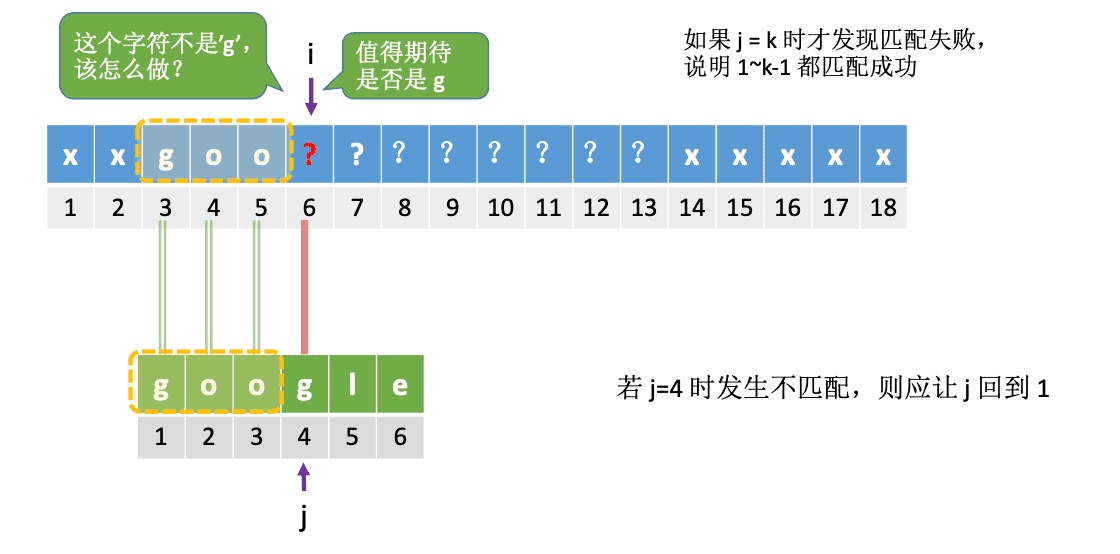 这个字符不是‘g’,
该怎么做？
i
值得期待
是否是 g
如果 j = k 时才发现匹配失败，
说明 1~k-1 都匹配成功
x x g o o ? ? ? ? ? ? ? ? x x x x x
1 2 3 4 5 6 7 8 9 10 11 12 13 14 15 16 17 18
g o o g l e
1 2 3 4 5 6
若 j=4 时发生不匹配，则应让 j 回到 1
j